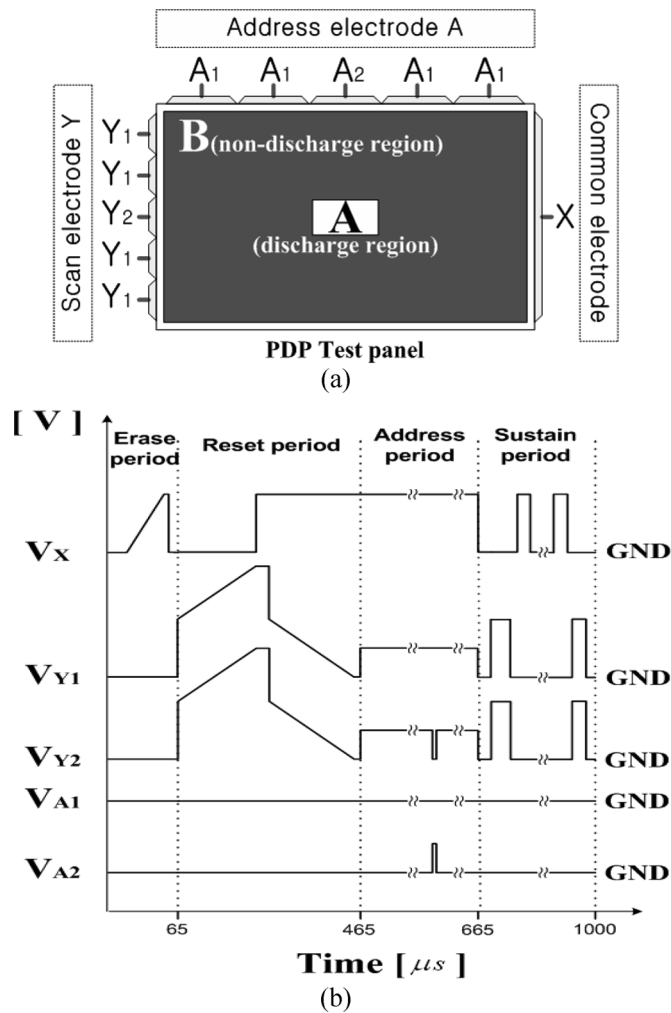 Address electrode A
A1 A1 A2 A1 A1
Scan electrode Y
Y1
Y1
Y2
Y1
Y1
B(non-discharge region)
A
(discharge region)
X
Common electrode
PDP Test panel
(a)
[ V ]
Erase period
Reset period
Address period
Sustain period
VX GND
VY1 GND
VY2 GND
VA1 GND
VA2 GND
65 465 665 1000
Time [ μs ]
(b)